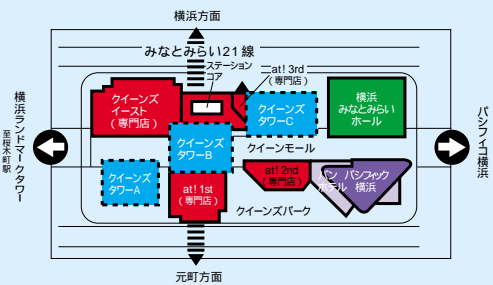 横浜方面
みなとみらい21線
ステーション
コア
at! 3rd
(専門店)
クイーンズ
イースト
(専門店)
クイーンズ
タワーC
横浜
みなとみらい
ホール
横浜ランドマークタワー
至桜木町駅
パシフィコ横浜
クイーンズ
タワーB
クイーンモール
クイーンズ
タワーA
at! 1st
(専門店)
at! 2nd
(専門店)
パン パシフィック
ホテル 横浜
クイーンズパーク
元町方面